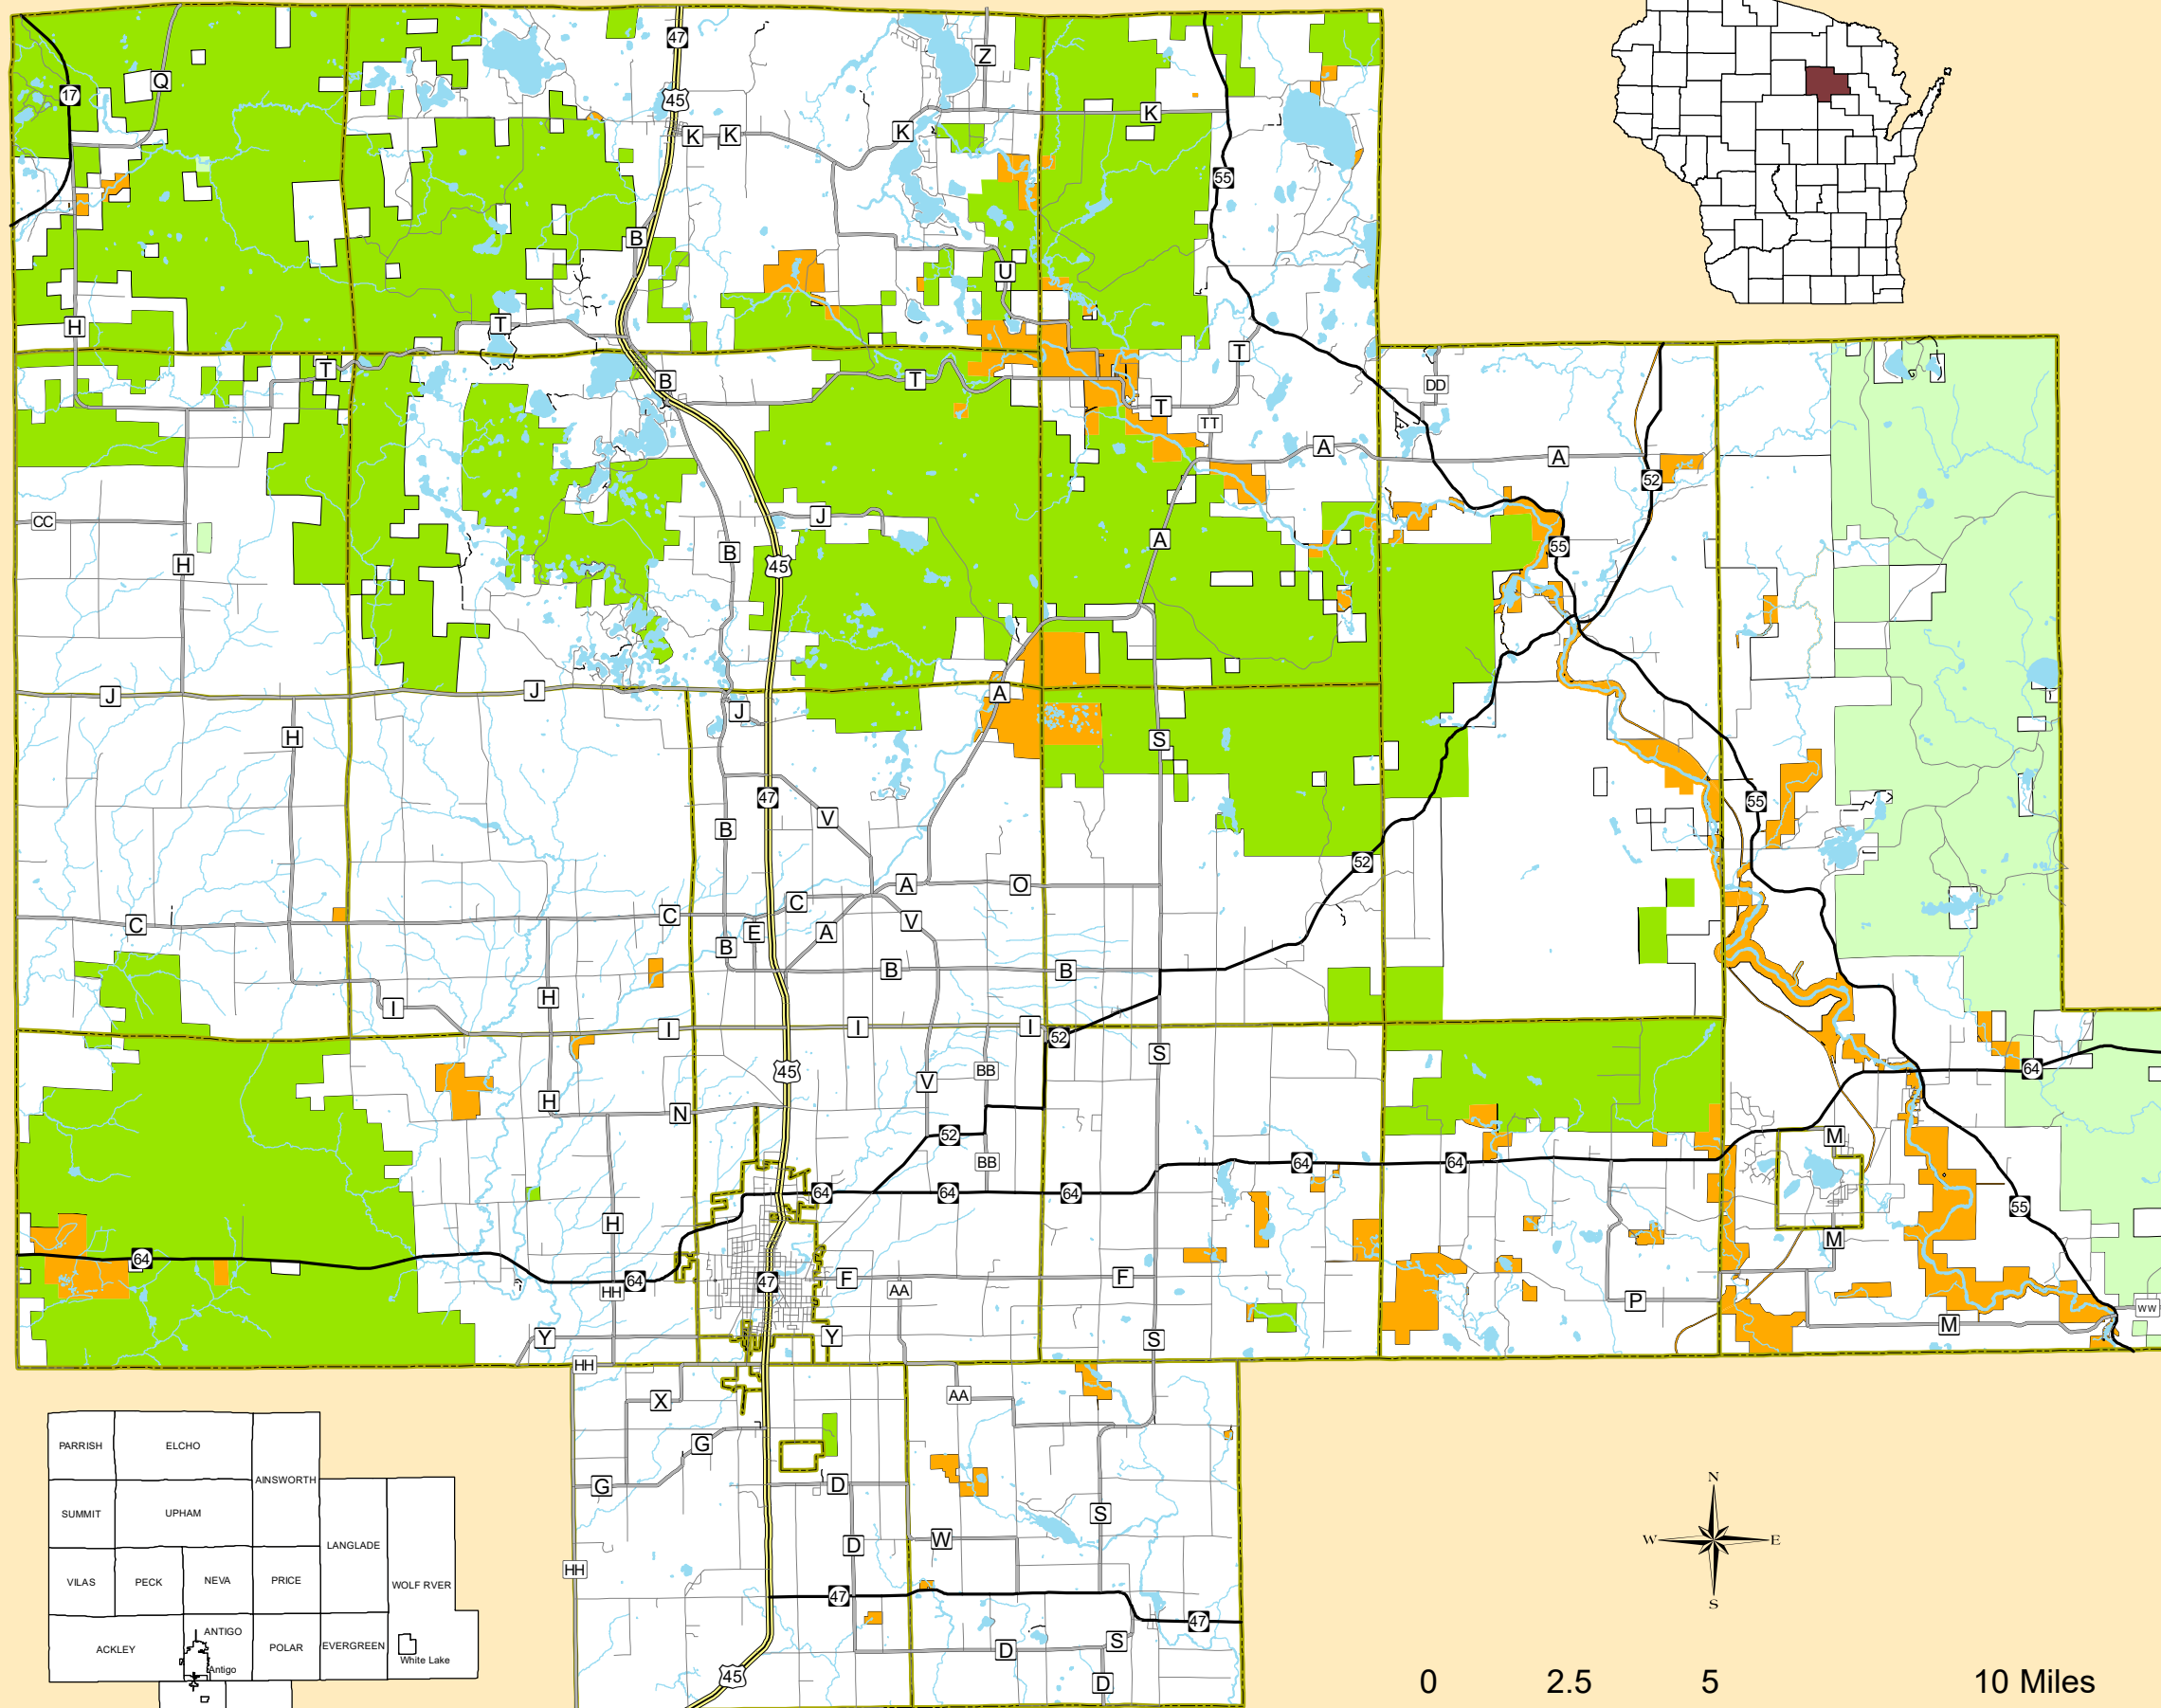 47
Z
17
Q
45
K
K
K
K
K
55
B
U
H
T
T
T
B
T
T
DD
TT
A
A
52
CC
J
A
55
H
B
45
J
J
A
J
H
S
47
V
55
B
52
A
O
C
C
C
V
E
A
B
B
B
H
I
I
I
I
52
S
45
V
BB
64
H
N
52
M
BB
64
64
64
64
64
55
H
M
64
64
47
F
F
HH
AA
P
WW
M
Y
Y
S
HH
AA
X
G
G
D
S
D
W
HH
47
47
S
D
45
D
PARRISH
ELCHO
AINSWORTH
SUMMIT
UPHAM
LANGLADE
VILAS
PECK
NEVA
PRICE
WOLF RVER
ANTIGO
ACKLEY
POLAR
EVERGREEN
White Lake
Antigo
N
W
E
S
0 2.5 5 10 Miles